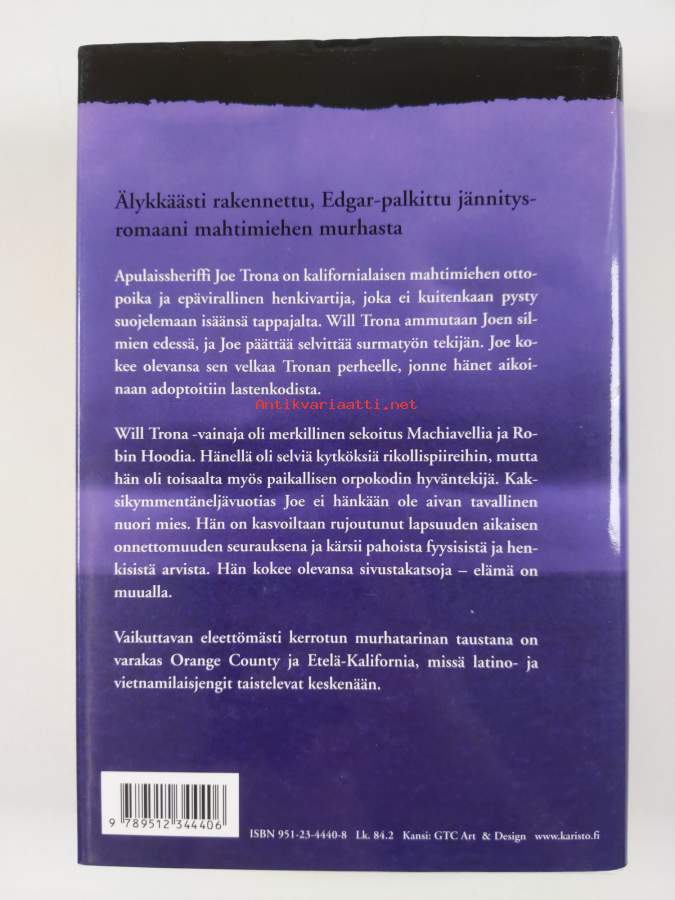 Älykkäästi rakennettu, Edgar-palkittu jännitys-
romaani mahtimiehen murhasta
Apulaissheriffi Joe Trona on kalifornialaisen mahtimiehen otto-
poika ja epävirallinen henkivartija, joka ei kuitenkaan pysty
suojelemaan isäänsä tappajalta. Will Trona ammutaan Joen sil-
mien edessä, ja Joe päättää selvittää surmatyön tekijän. Joe ko-
kee olevansa sen velkaa Tronan perheelle, jonne hänet aikoi-
naan adoptoitiin lastenkodista.
Antikvariaatti.net
Will Trona -vainaja oli merkillinen sekoitus Machiavellia ja Ro-
bin Hoodia. Hänellä oli selviä kytköksiä rikollispiireihin, mutta
hän oli toisaalta myös paikallisen orpokodin hyväntekijä. Kak-
sikymmentäneljävuotias Joe ei hänkään ole aivan tavallinen
nuori mies. Hän on kasvoiltaan rujoutunut lapsuuden aikaisen
onnettomuuden seurauksena ja kärsii pahoista fyysisistä ja hen-
kisistä arvista. Hän kokee olevansa sivustakatsoja – elämä on
muualla.
Vaikuttavan eleettömästi kerrotun murhatarinan taustana on
varakas Orange County ja Etelä-Kalifornia, missä latino- ja
vietnamilaisjengit taistelevat keskenään.
9 789512 344406
ISBN 951-23-4440-8 Lk. 84.2 Kansi: GTC Art & Design www.karisto.fi